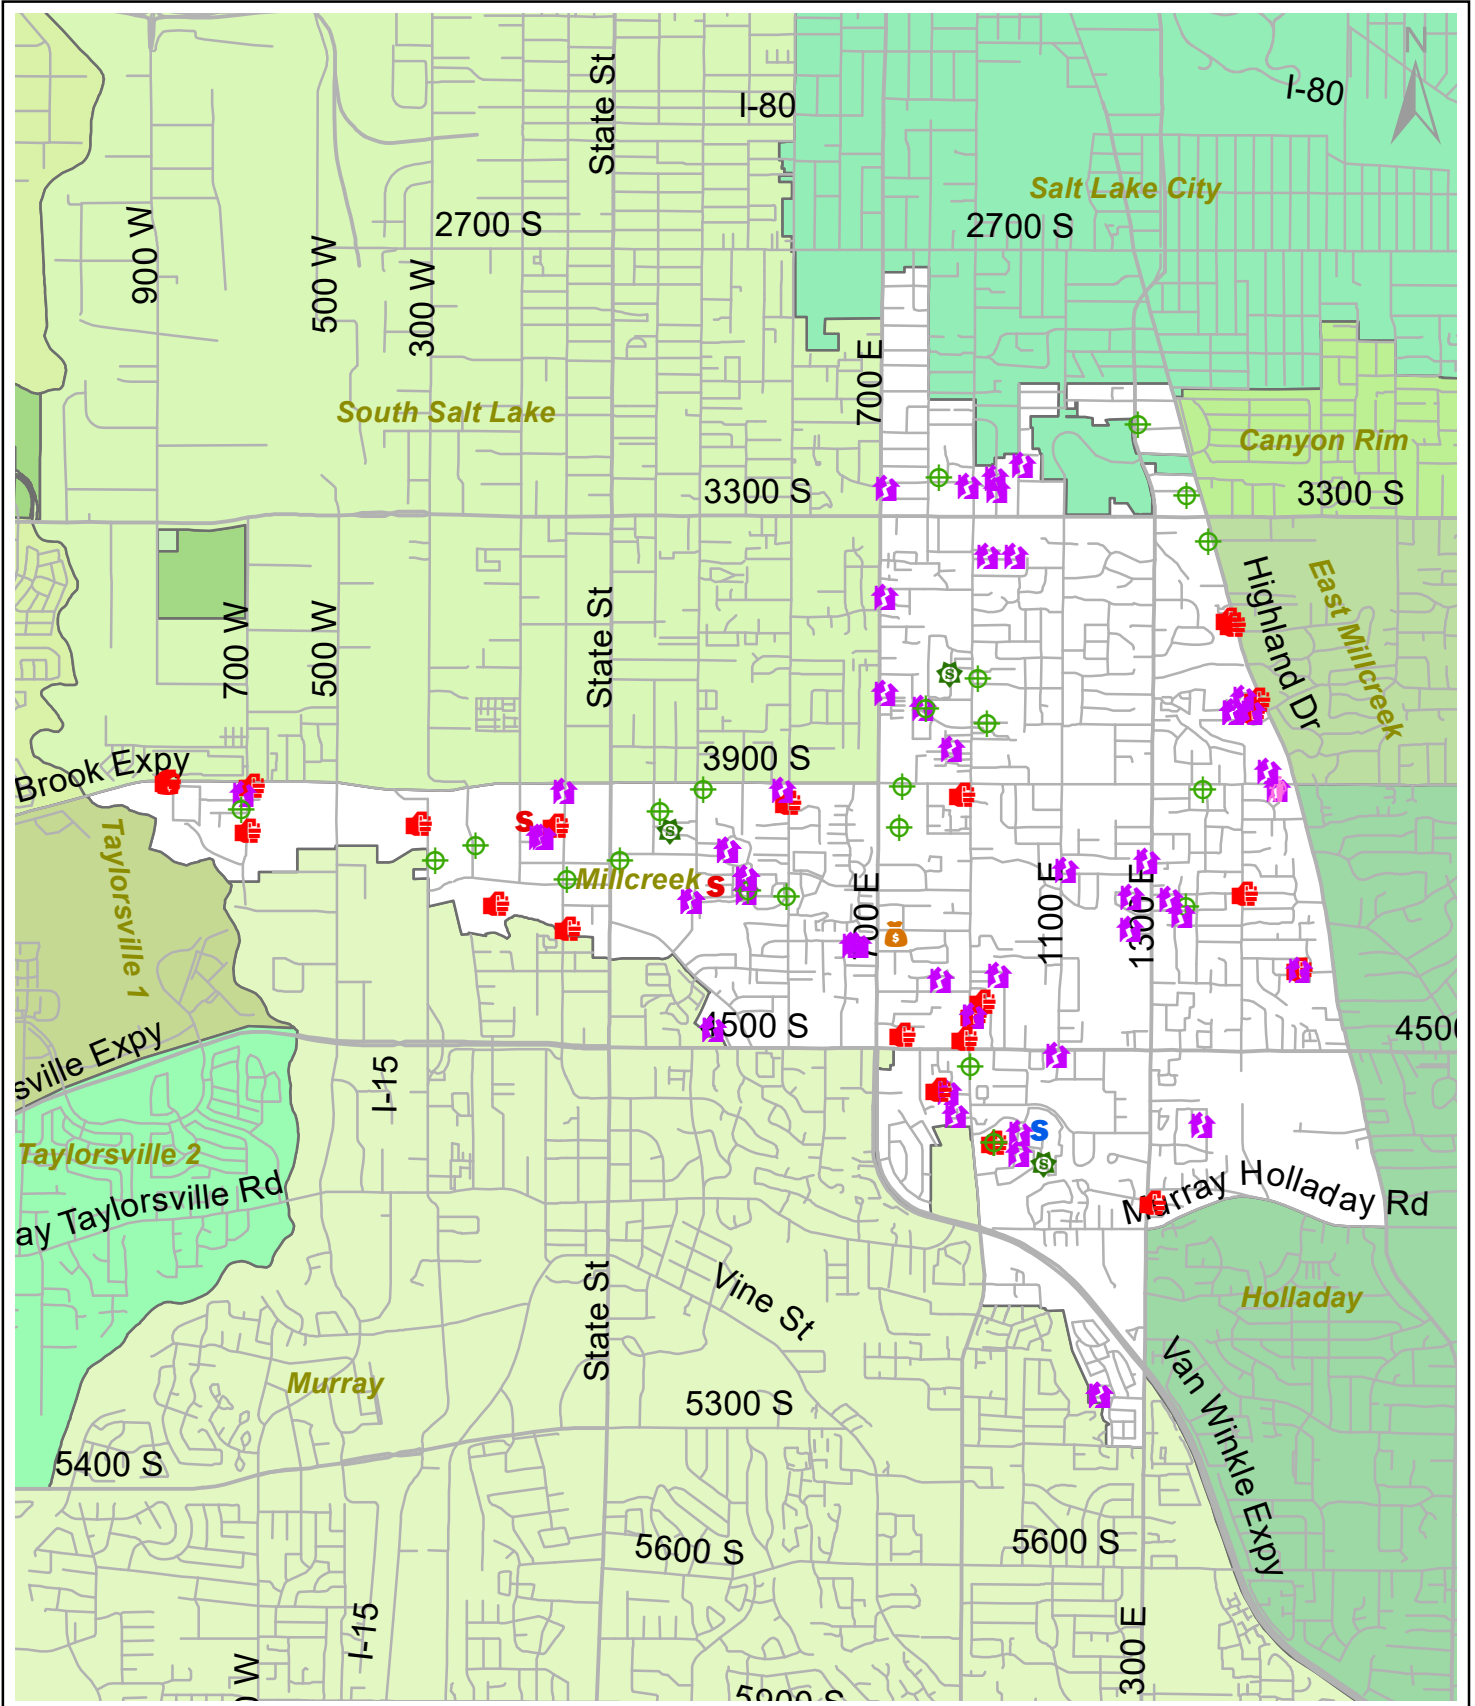 N
I-80
State St
I-80
Salt Lake City
900 W
500 W
300 W
2700 S
2700 S
700 E
South Salt Lake
Canyon Rim
3300 S
3300 S
Highland Dr
East Millcreek
700 W
500 W
State St
3900 S
Brook Expy
S
S
S
Taylorsville 1
Millcreek
S
700 E
1100 E
1300 E
$
4500 S
4500
sville Expy
I-15
S
S
Taylorsville 2
ay Taylorsville Rd
Murray Holladay Rd
State St
Vine St
Holladay
Van Winkle Expy
Murray
5300 S
5400 S
5600 S
5600 S
I-15
300 E
0 W
5900 S